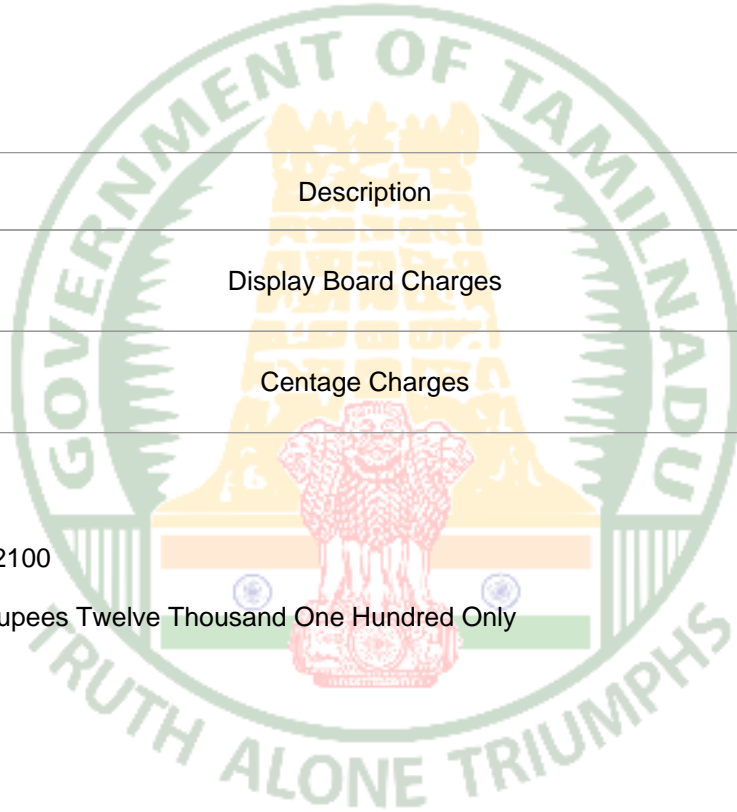 GOVERNMENT OF TAMILNADU
Description
Display Board Charges
Centage Charges
2100
upees Twelve Thousand One Hundred Only
TRUTH ALONE TRIUMPHS